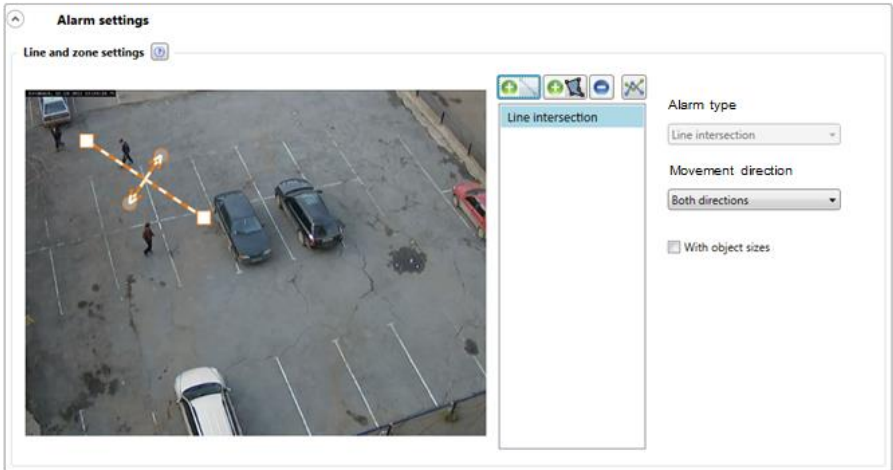 Alarm settings
Line and zone settings
Line intersection
Alarm type
Line intersection
Movement direction
Both directions
With object sizes